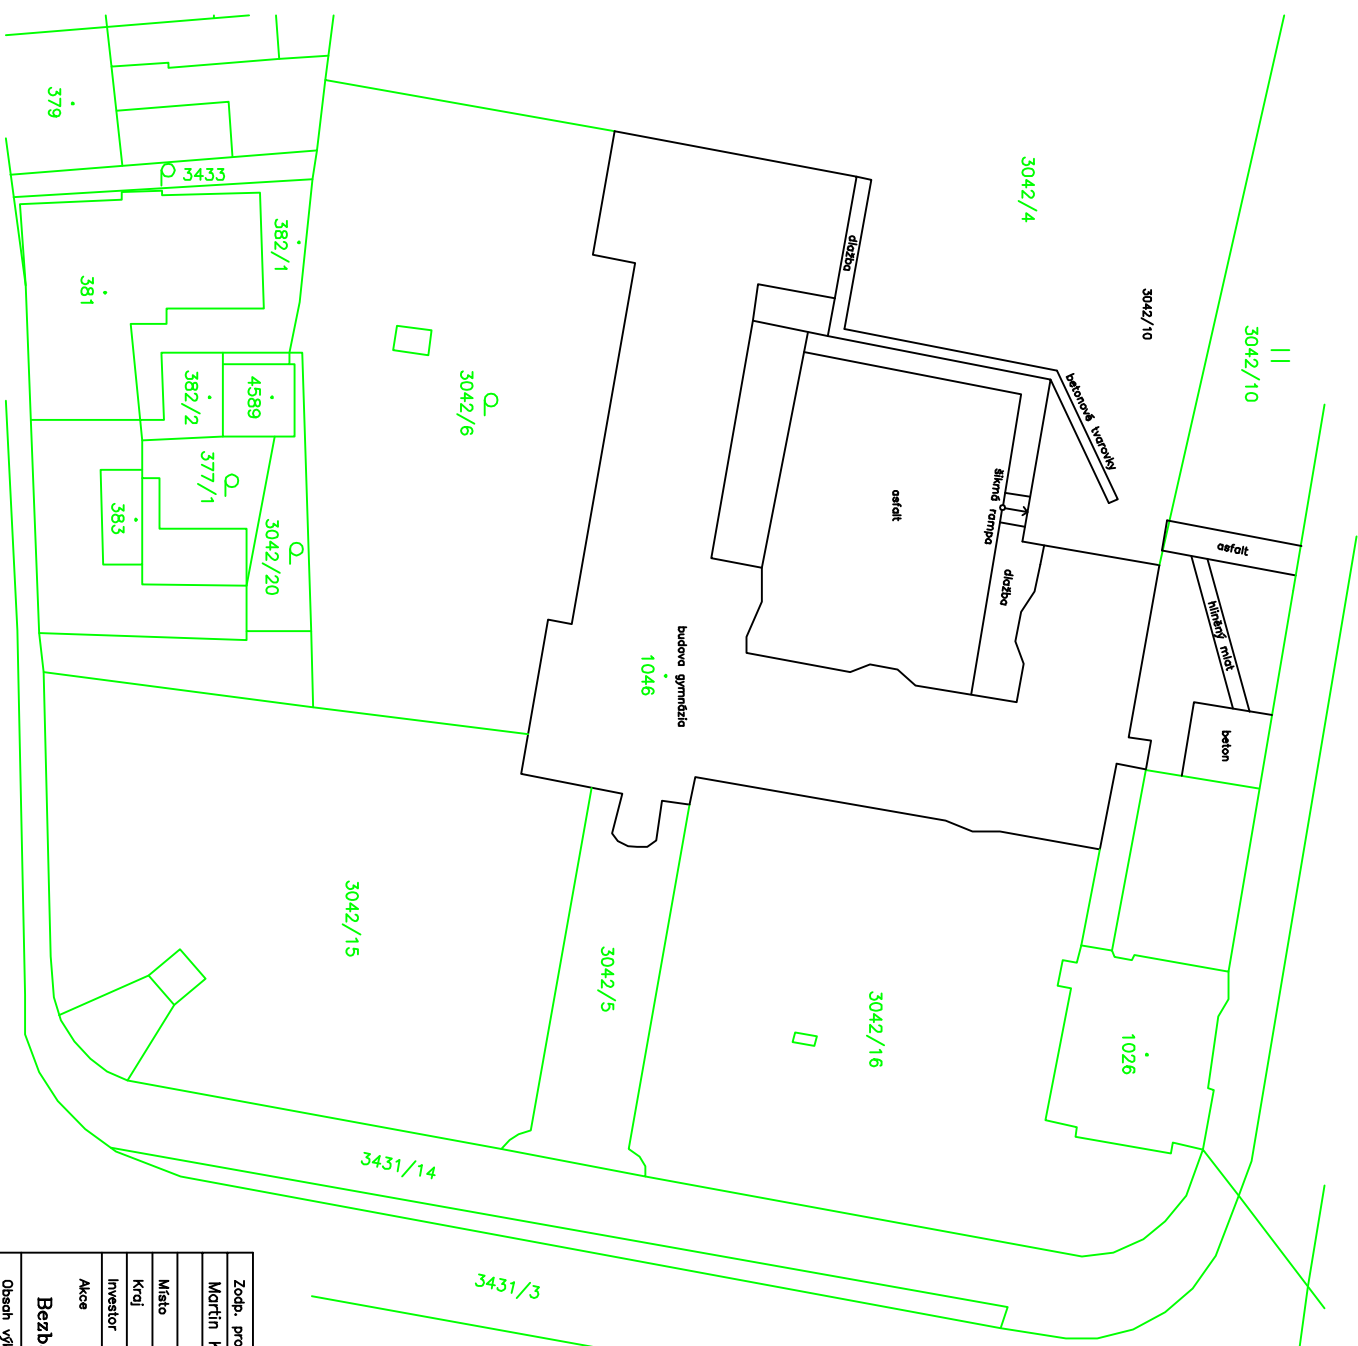 3042/4
3042/10
3042/10
379
3433
382/1
381
dlažba
3042/6
betonové tvarovky
4589
382/2
377/1
383
3042/20
asfalt
šikmá rampa
dlažba
asfalt
hliněný mlat
beton
budova gymnázia
1046
3042/15
3042/5
3042/16
1026
3431/14
3431/3
Zodp. pro
Martin
Místo
Kraj
Investor
Akce
Bezb
Obsah